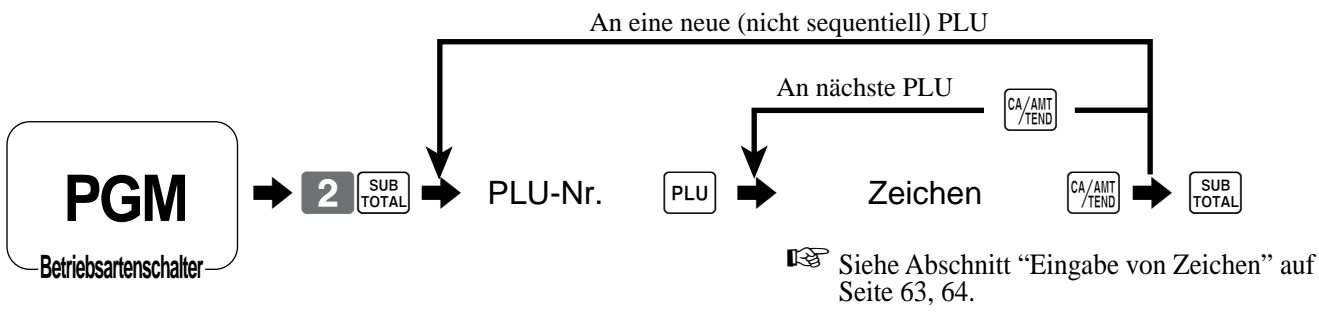 An eine neue (nicht sequentiell) PLU
An nächste PLU
CA/AMT
/TEND
PGM
Betriebsartenschalter
2
SUB
TOTAL
PLU-Nr.
PLU
Zeichen
CA/AMT
/TEND
SUB
TOTAL
Siehe Abschnitt “Eingabe von Zeichen” auf
Seite 63, 64.